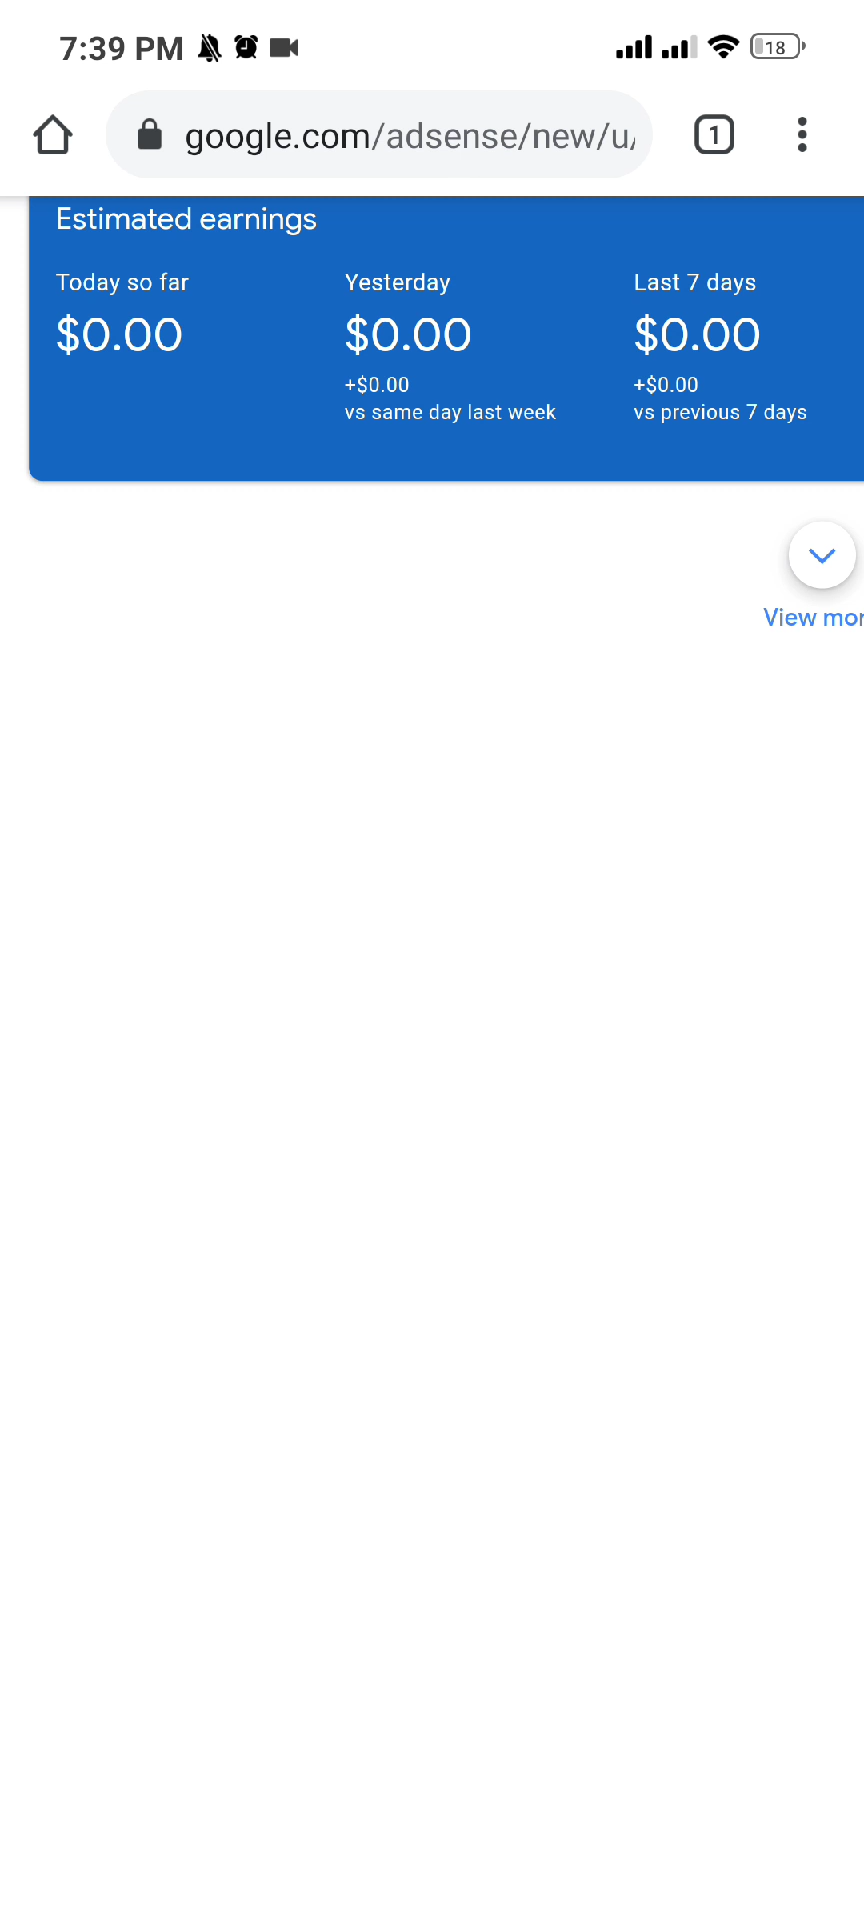 7:39 PM
18
google.com/adsense/new/u/
1
Estimated earnings
Today so far
$0.00
Yesterday
$0.00
+$0.00
vs same day last week
Last 7 days
$0.00
+$0.00
vs previous 7 days
View mor